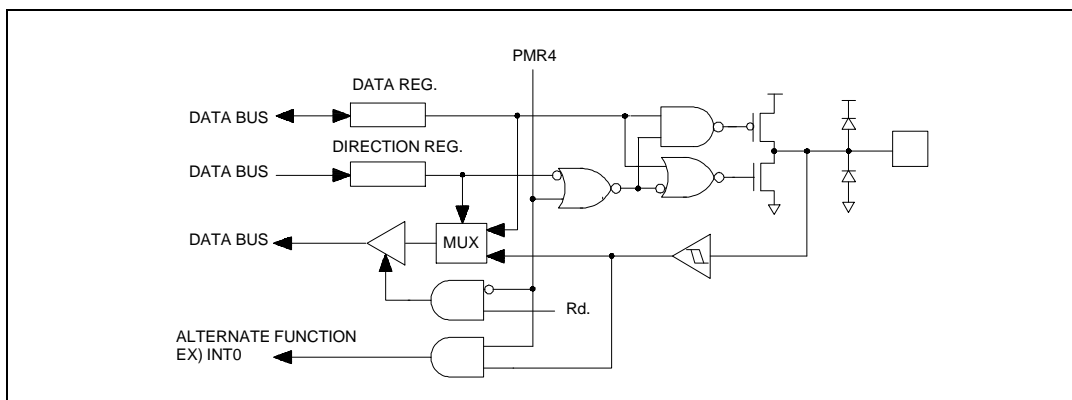 PMR4
DATA REG.
DATA BUS
DIRECTION REG.
DATA BUS
DATA BUS
MUX
Rd.
ALTERNATE FUNCTION
EX) INT0